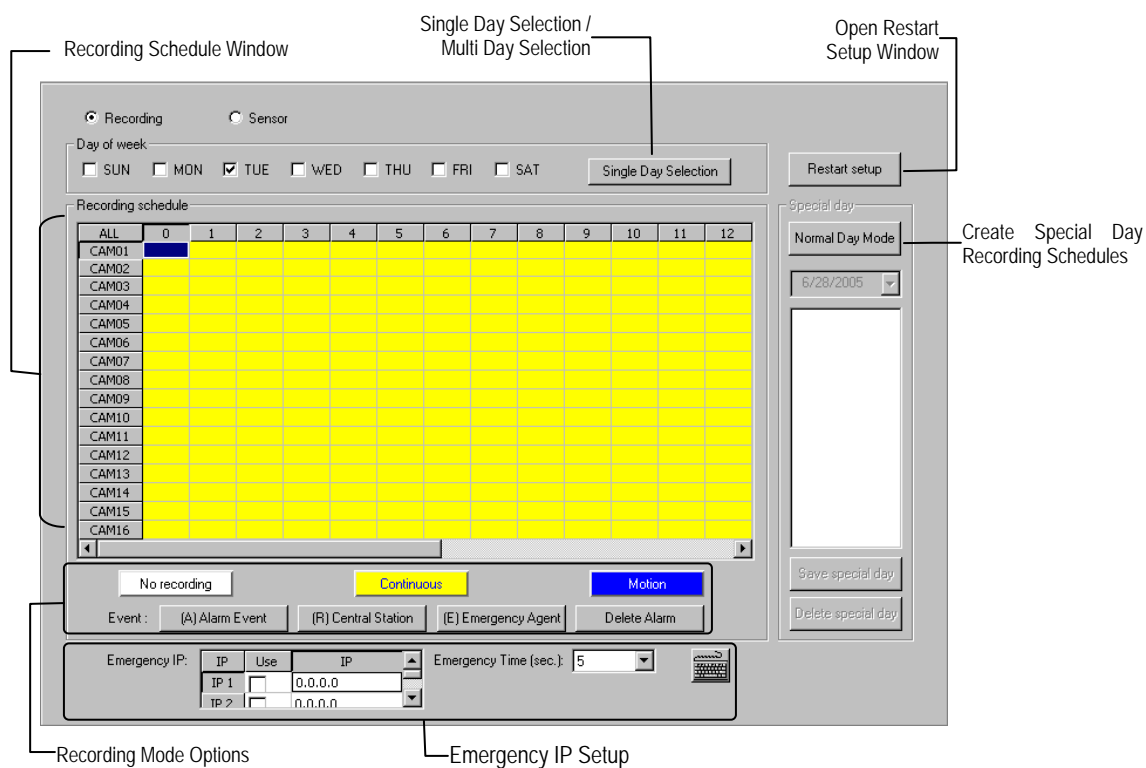 Single Day Selection /
Multi Day Selection
Open Restart
Setup Window
Recording Schedule Window
Recording Sensor
Day of week
SUN MON TUE WED THU FRI SAT Single Day Selection
Restart setup
Recording schedule
Special day
ALL 0 1 2 3 4 5 6 7 8 9 10 11 12
CAM01
CAM02
CAM03
CAM04
CAM05
CAM06
CAM07
CAM08
CAM09
CAM10
CAM11
CAM12
CAM13
CAM14
CAM15
CAM16
Normal Day Mode
Create Special Day
Recording Schedules
6/28/2005
Save special day
Delete special day
No recording Continuous Motion
Event : (A) Alarm Event (R) Central Station (E) Emergency Agent Delete Alarm
Emergency IP: IP Use IP Emergency Time (sec.): 5
IP 1 0.0.0.0
IP 2 0.0.0.0
Recording Mode Options
Emergency IP Setup